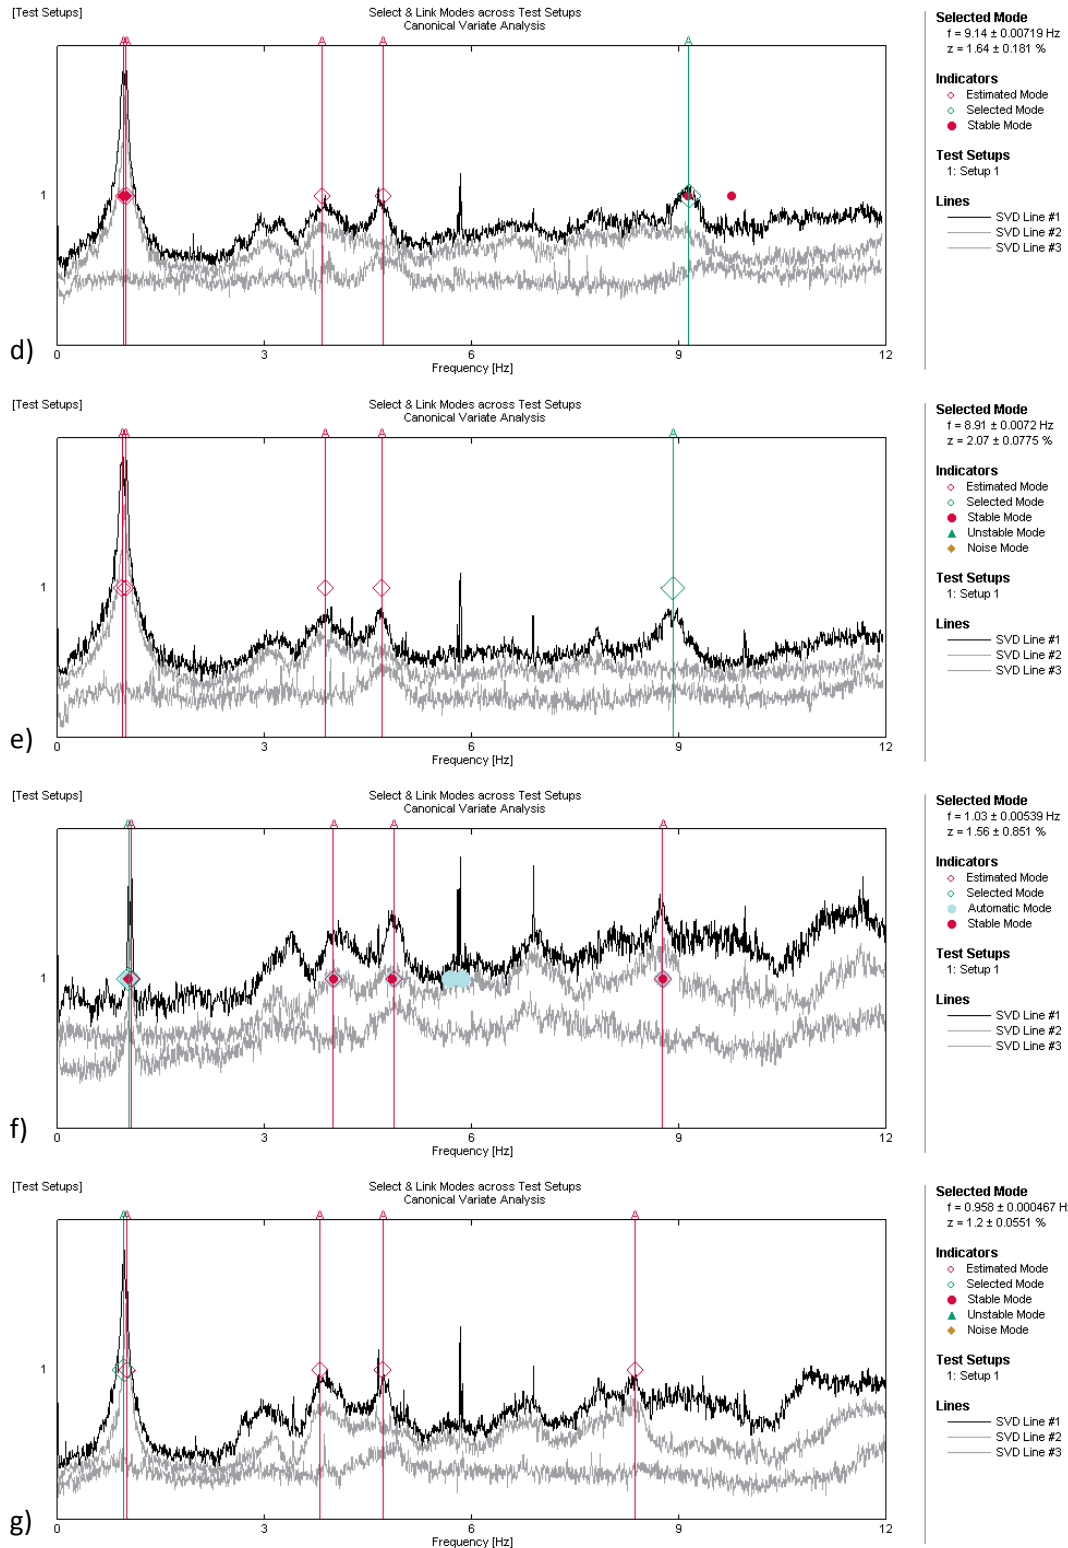 [Test Setups]
Select & Link Modes across Test Setups
Canonical Variate Analysis
1
d)
0 3 6 9 12
Frequency [Hz]
Selected Mode
f = 9.14 ± 0.00719 Hz
z = 1.64 ± 0.181 %
Indicators
Estimated Mode
Selected Mode
Stable Mode
Test Setups
1: Setup 1
Lines
SVD Line #1
SVD Line #2
SVD Line #3
[Test Setups]
Select & Link Modes across Test Setups
Canonical Variate Analysis
1
e)
0 3 6 9 12
Frequency [Hz]
Selected Mode
f = 8.91 ± 0.0072 Hz
z = 2.07 ± 0.0775 %
Indicators
Estimated Mode
Selected Mode
Stable Mode
Unstable Mode
Noise Mode
Test Setups
1: Setup 1
Lines
SVD Line #1
SVD Line #2
SVD Line #3
[Test Setups]
Select & Link Modes across Test Setups
Canonical Variate Analysis
1
f)
0 3 6 9 12
Frequency [Hz]
Selected Mode
f = 1.03 ± 0.00539 Hz
z = 1.56 ± 0.851 %
Indicators
Estimated Mode
Selected Mode
Automatic Mode
Stable Mode
Test Setups
1: Setup 1
Lines
SVD Line #1
SVD Line #2
SVD Line #3
[Test Setups]
Select & Link Modes across Test Setups
Canonical Variate Analysis
1
g)
0 3 6 9 12
Frequency [Hz]
Selected Mode
f = 0.958 ± 0.000467 H
z = 1.2 ± 0.0551 %
Indicators
Estimated Mode
Selected Mode
Stable Mode
Unstable Mode
Noise Mode
Test Setups
1: Setup 1
Lines
SVD Line #1
SVD Line #2
SVD Line #3